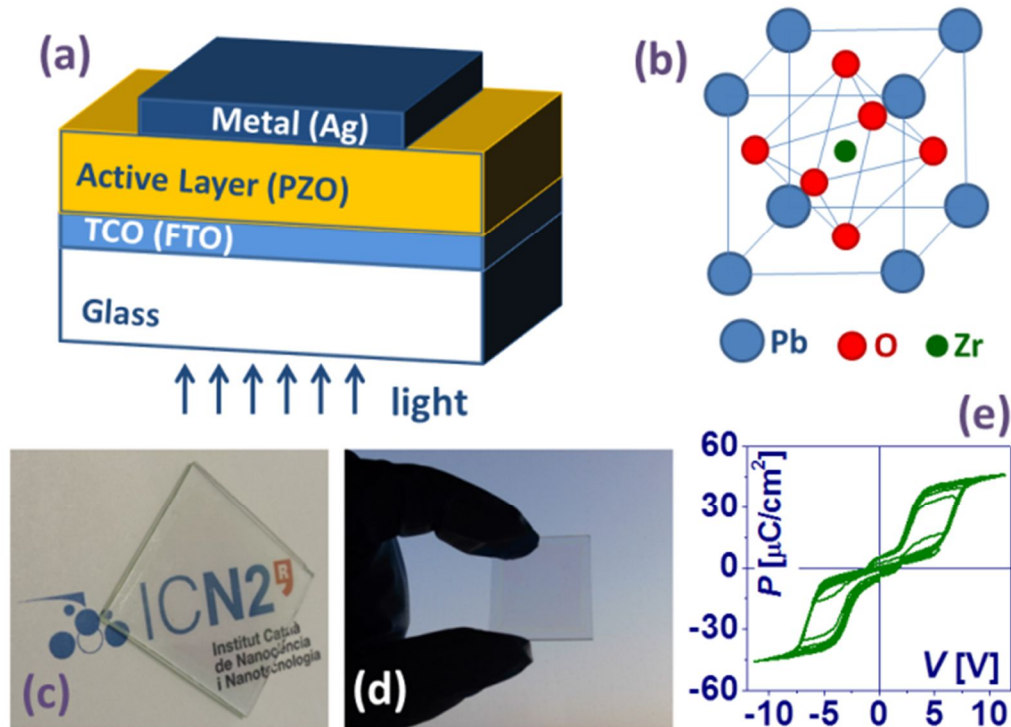 (a)
Metal (Ag)
Active Layer (PZO)
TCO (FTO)
Glass
light
(b)
Pb
O
Zr
(c)
ICN2R
Institut Català
de Nanociència
i Nanotecnologia
(d)
(e)
P [μC/cm²]
60
30
0
-30
-60
-10 -5 0 5 10
V [V]